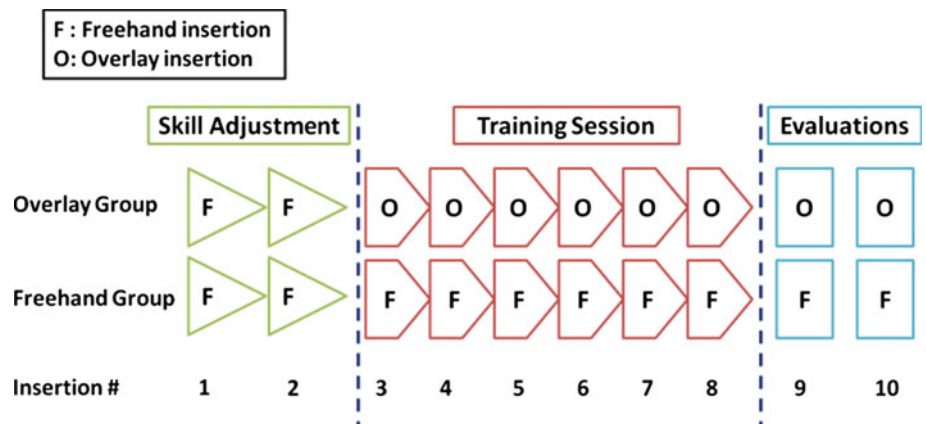 F : Freehand insertion
O: Overlay insertion
Skill Adjustment Training Session Evaluations
Overlay Group F F O O O O O O O O
Freehand Group F F F F F F F F F F
Insertion # 1 2 3 4 5 6 7 8 9 10